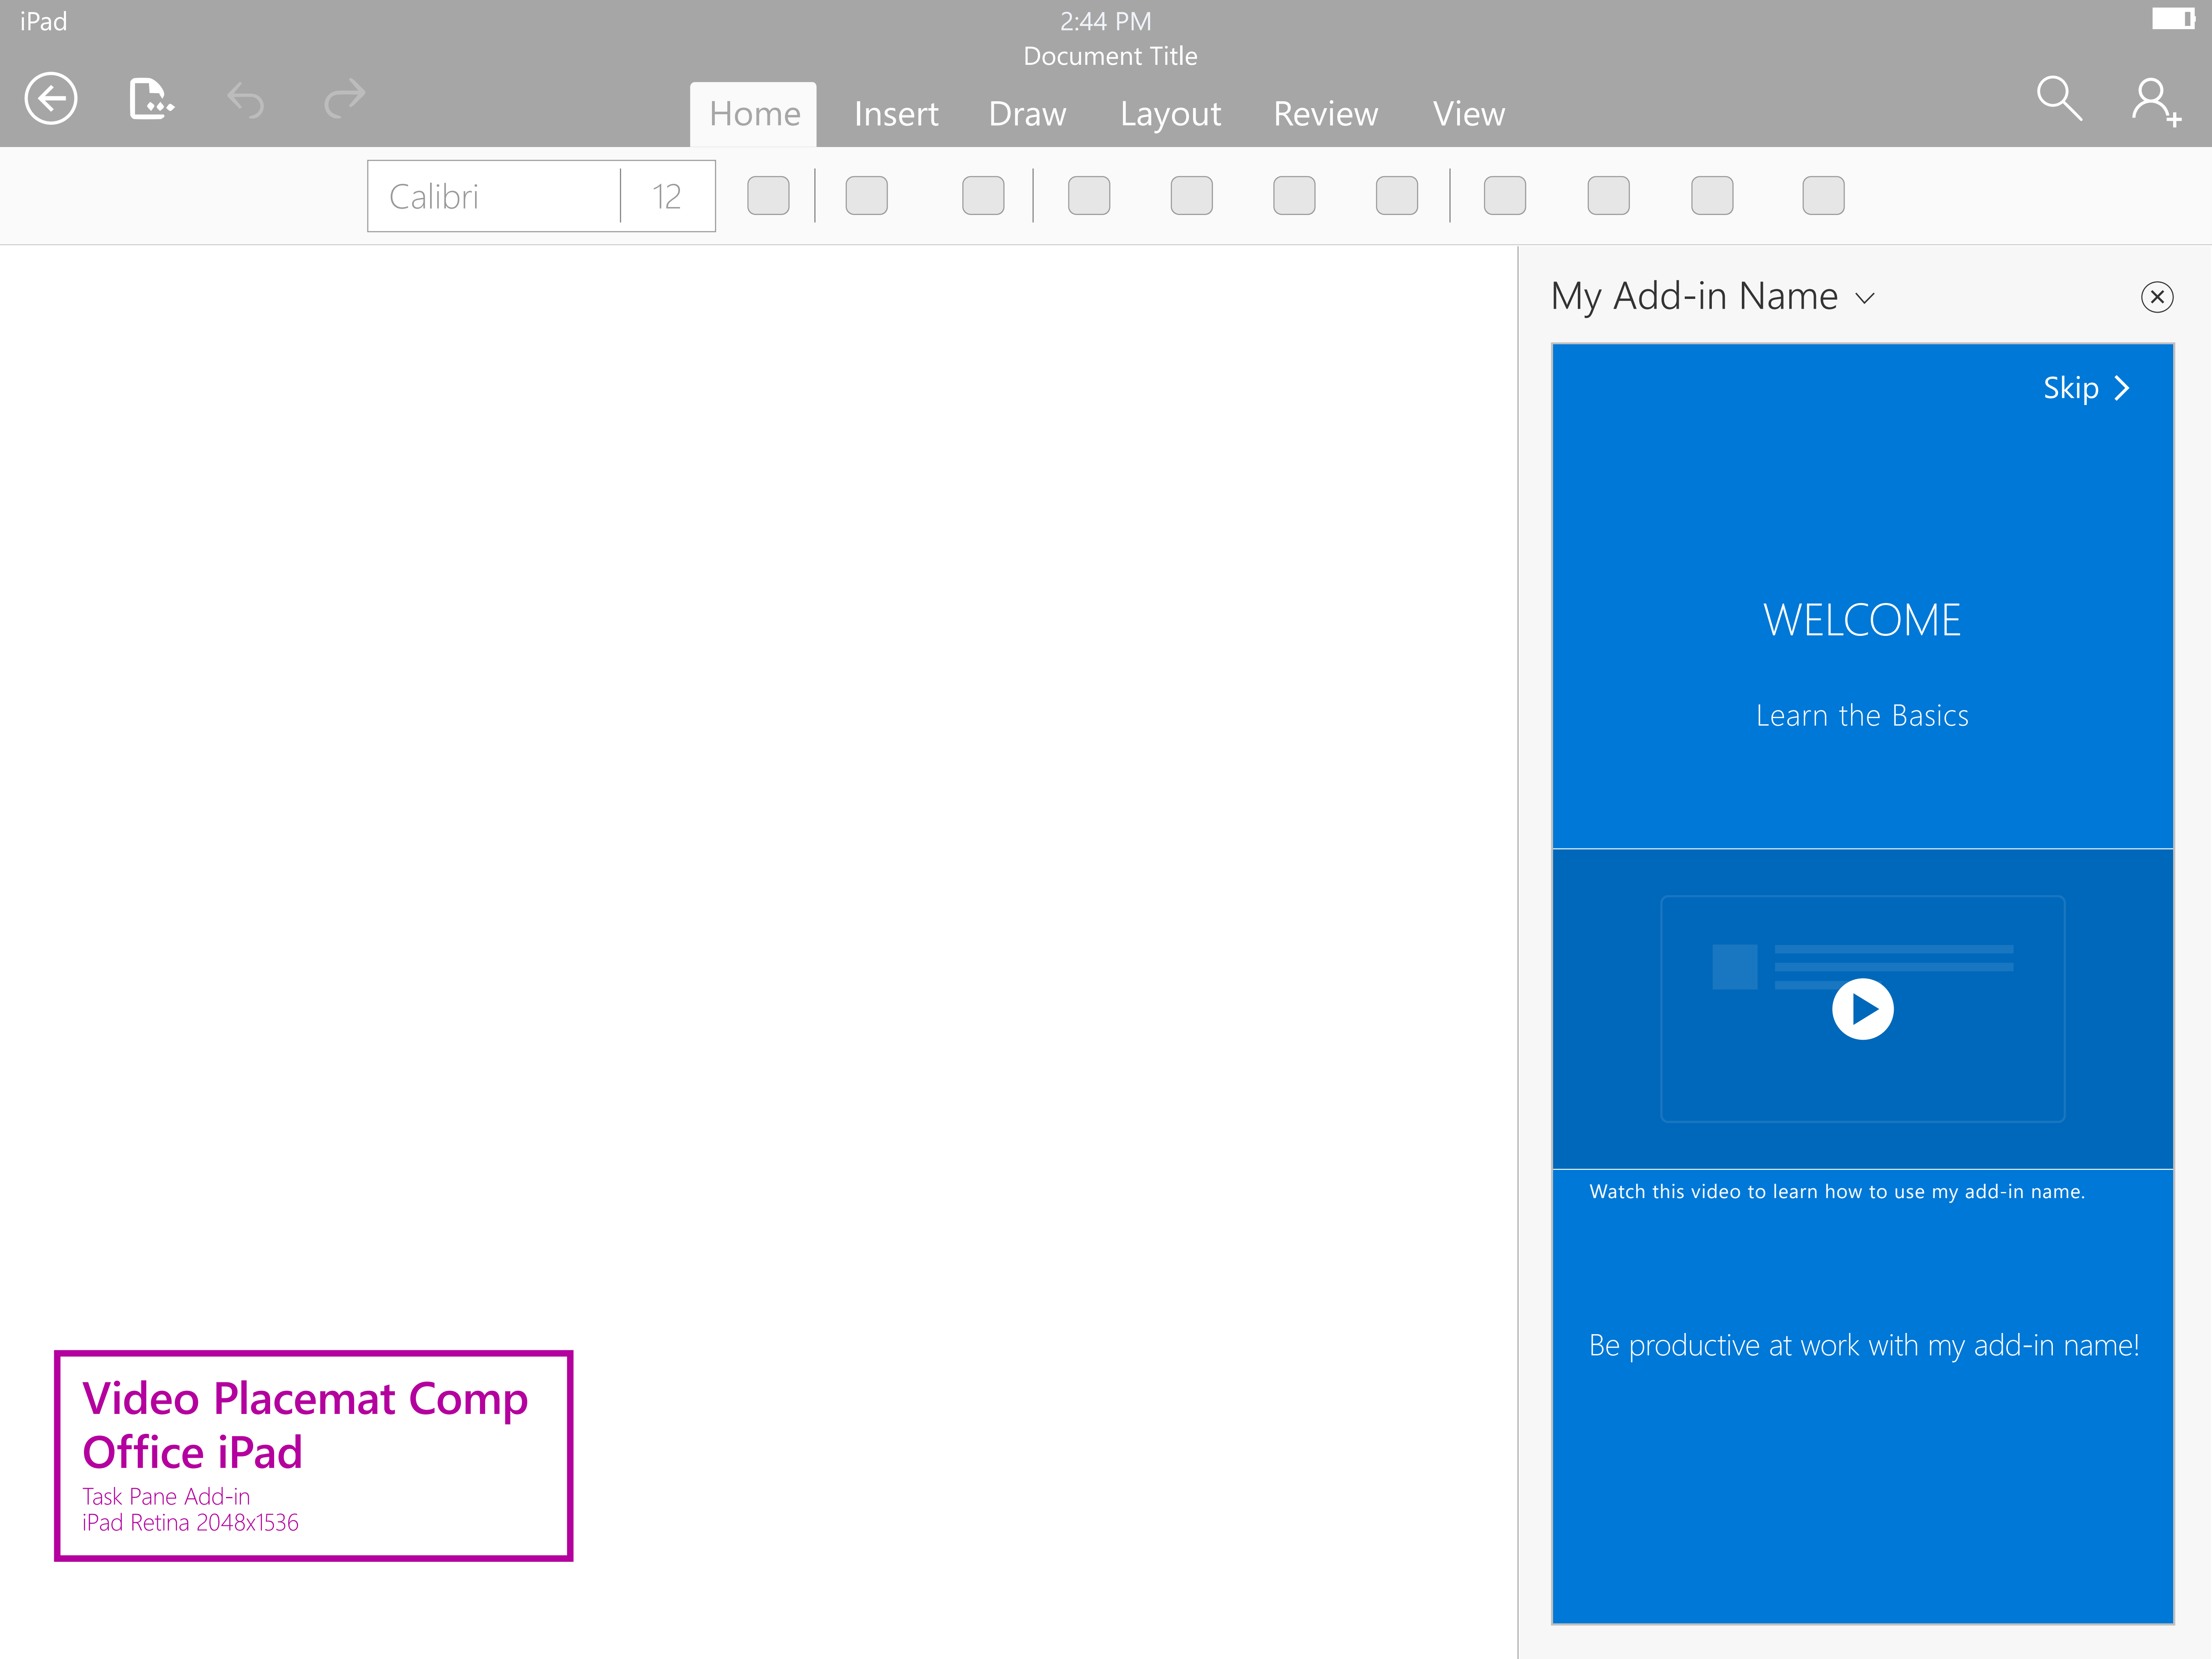 iPad
2:44 PM
Document Title
Home Insert Draw Layout Review View
Calibri 12
My Add-in Name
Skip
WELCOME
Learn the Basics
Watch this video to learn how to use my add-in name.
Be productive at work with my add-in name!
Video Placemat Comp
Office iPad
Task Pane Add-in
iPad Retina 2048x1536